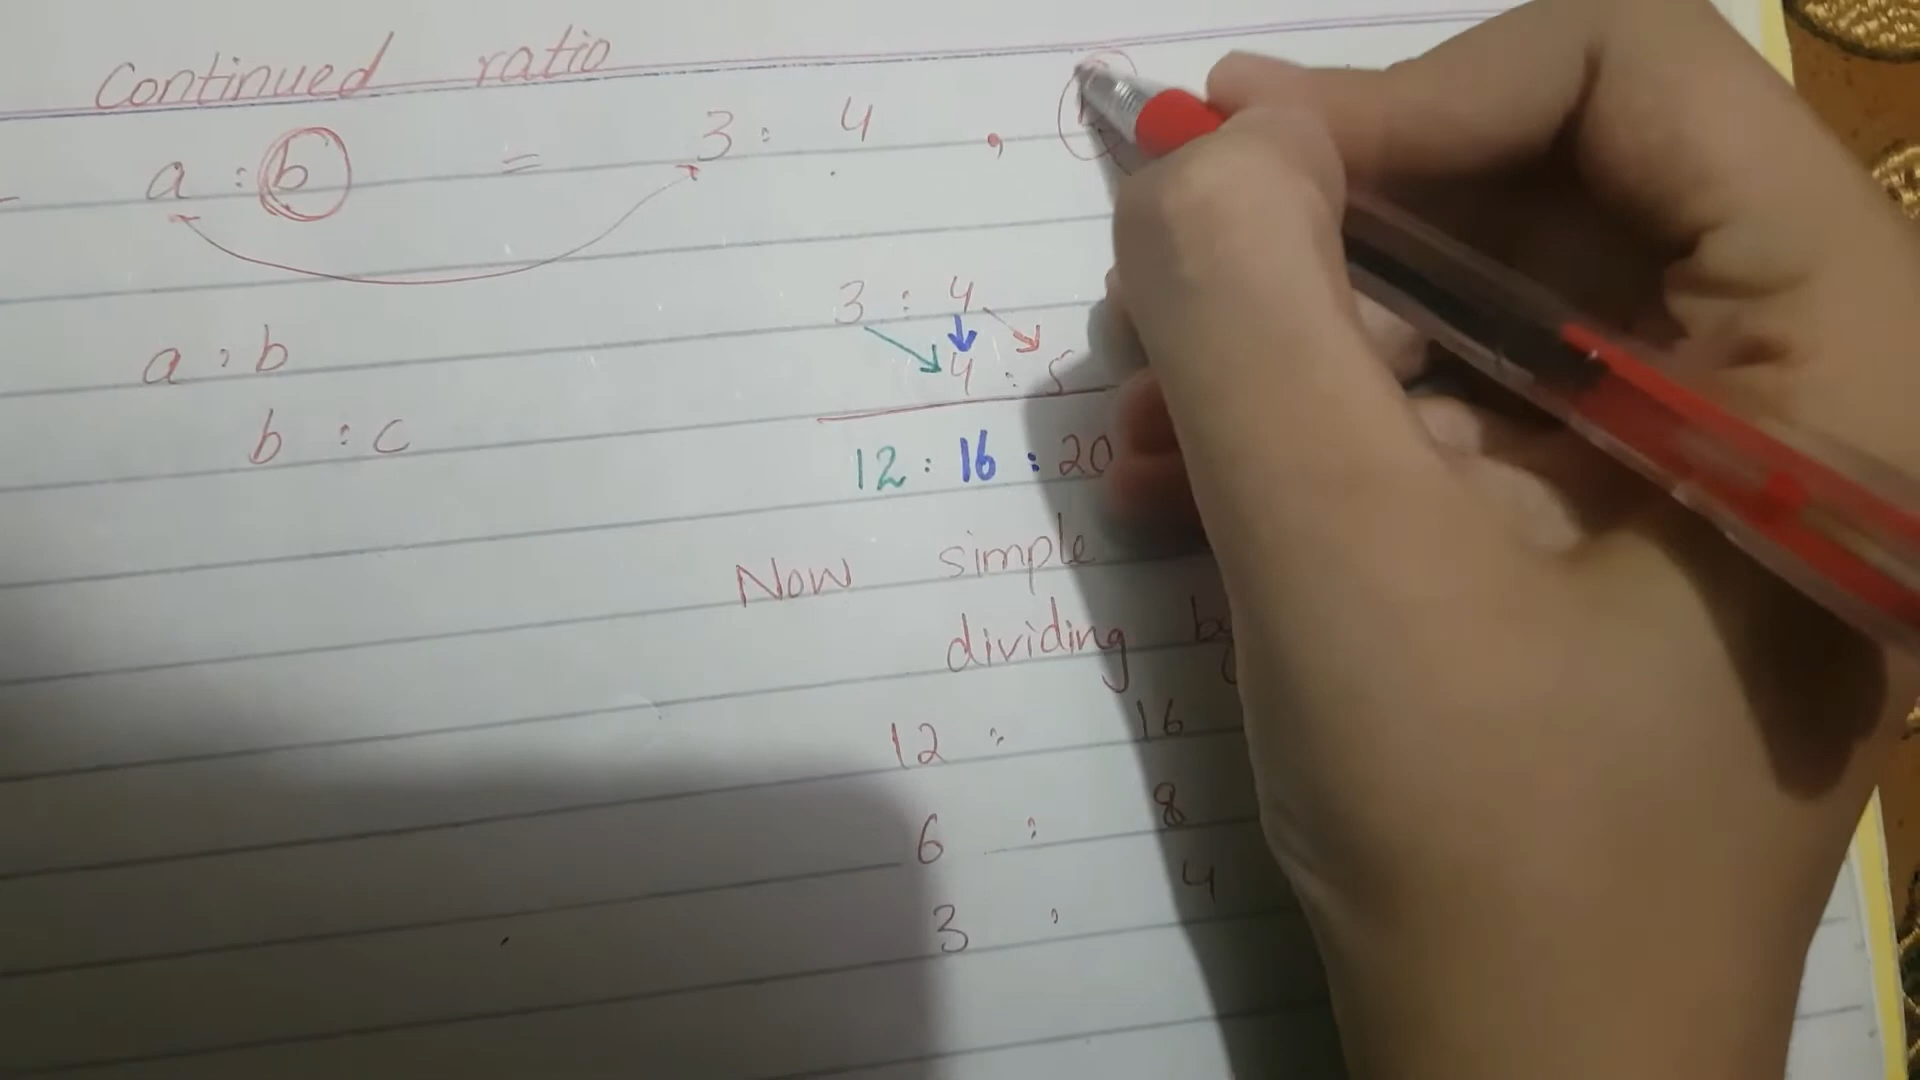 Continued ratio
a : b = 3 : 4 ,
3 : 4
a : b 4 : 5
b : c
12 : 16 : 20
Now simple
dividing by
12 : 16
6 : 8
3 : 4